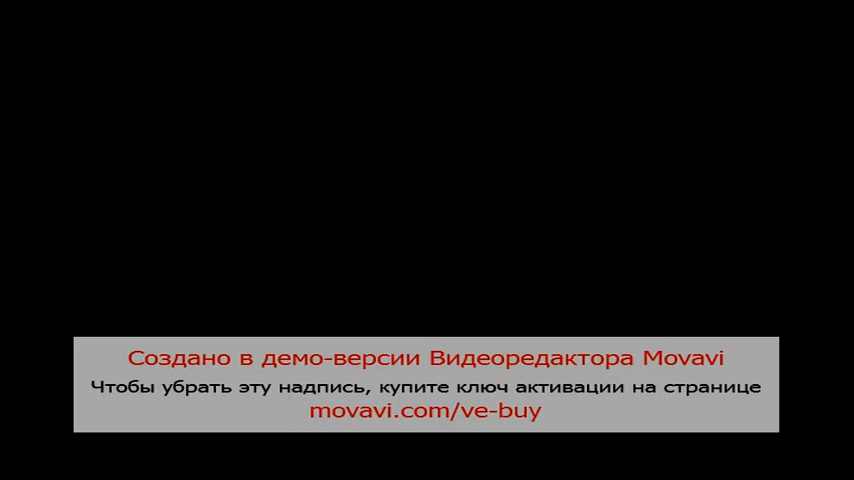 Создано в демо-версии Видеоредактора Movavi
Чтобы убрать эту надпись, купите ключ активации на странице
movavi.com/ve-buy